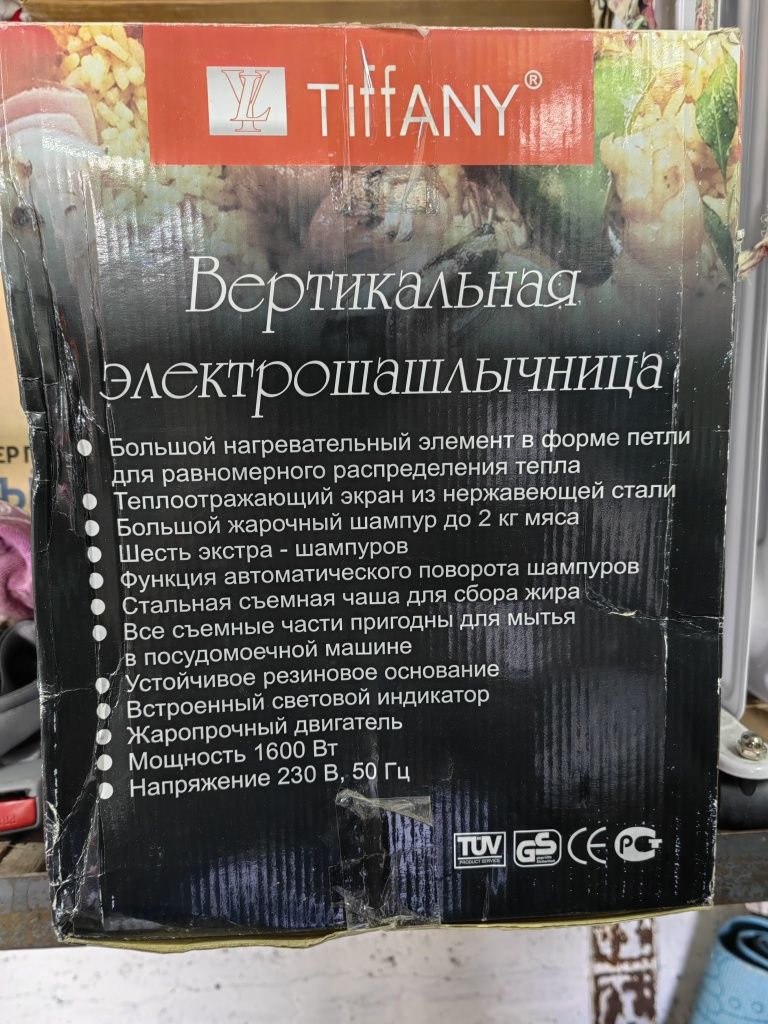 TIffANY®
Вертикальная
электрошашлычница
Большой нагревательный элемент в форме петли
для равномерного распределения тепла
Теплоотражающий экран из нержавеющей стали
Большой жарочный шампур до 2 кг мяса
Шесть экстра - шампуров
Функция автоматического поворота шампуров
Стальная съемная чаша для сбора жира
Все съемные части пригодны для мытья
в посудомоечной машине
Устойчивое резиновое основание
Встроенный световой индикатор
Жаропрочный двигатель
Мощность 1600 Вт
Напряжение 230 В, 50 Гц
TÜV GS CE РСТ
PRODUCT SERVICE